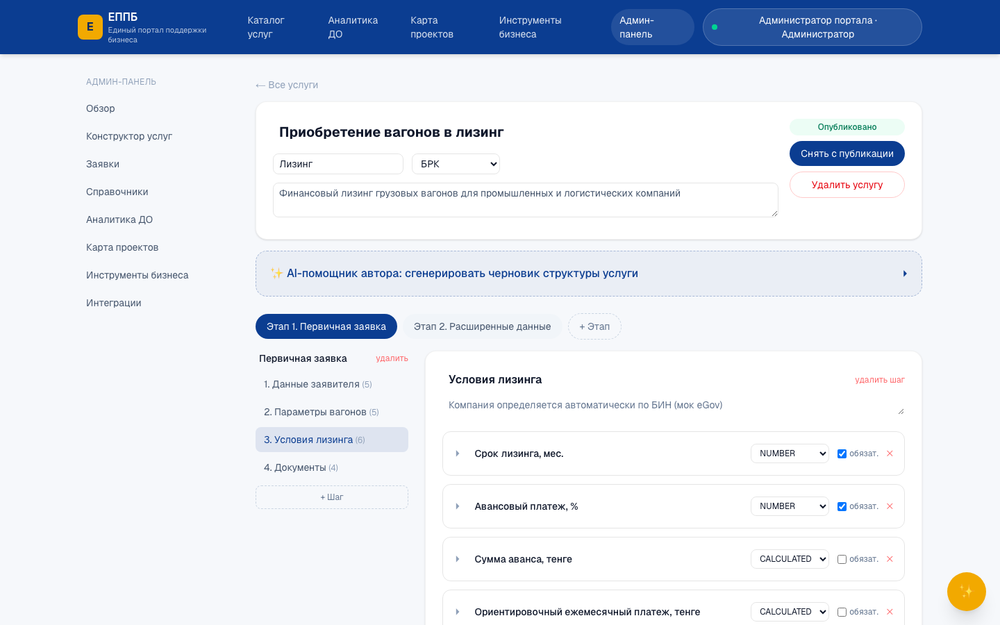 E
ЕППБ
Единый портал поддержки
бизнеса
Каталог
услуг
Аналитика
ДО
Карта
проектов
Инструменты
бизнеса
Админ-
панель
Администратор портала ·
Администратор
АДМИН-ПАНЕЛЬ
Обзор
Конструктор услуг
Заявки
Справочники
Аналитика ДО
Карта проектов
Инструменты бизнеса
Интеграции
← Все услуги
Приобретение вагонов в лизинг
Лизинг
БРК
Финансовый лизинг грузовых вагонов для промышленных и логистических компаний
Опубликовано
Снять с публикации
Удалить услугу
✨ AI-помощник автора: сгенерировать черновик структуры услуги
Этап 1. Первичная заявка
Этап 2. Расширенные данные
+ Этап
Первичная заявка
удалить
1. Данные заявителя (5)
2. Параметры вагонов (5)
3. Условия лизинга (6)
4. Документы (4)
+ Шаг
Условия лизинга
удалить шаг
Компания определяется автоматически по БИН (мок eGov)
Срок лизинга, мес.
NUMBER
обязат.
×
Авансовый платеж, %
NUMBER
обязат.
×
Сумма аванса, тенге
CALCULATED
обязат.
×
Ориентировочный ежемесячный платеж, тенге
CALCULATED
обязат.
×